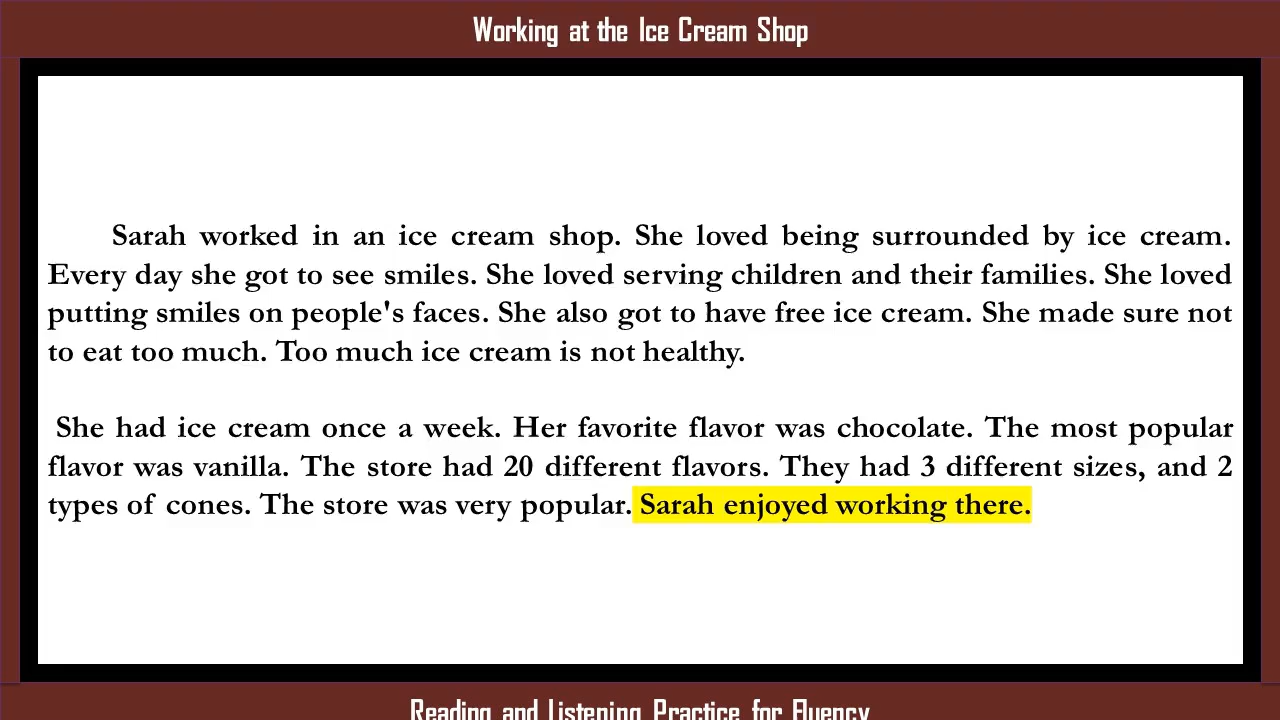 Working at the Ice Cream Shop
Sarah worked in an ice cream shop. She loved being surrounded by ice cream.
Every day she got to see smiles. She loved serving children and their families. She loved
putting smiles on people's faces. She also got to have free ice cream. She made sure not
to eat too much. Too much ice cream is not healthy.
She had ice cream once a week. Her favorite flavor was chocolate. The most popular
flavor was vanilla. The store had 20 different flavors. They had 3 different sizes, and 2
types of cones. The store was very popular. Sarah enjoyed working there.
Reading and Listening Practice for Fluency